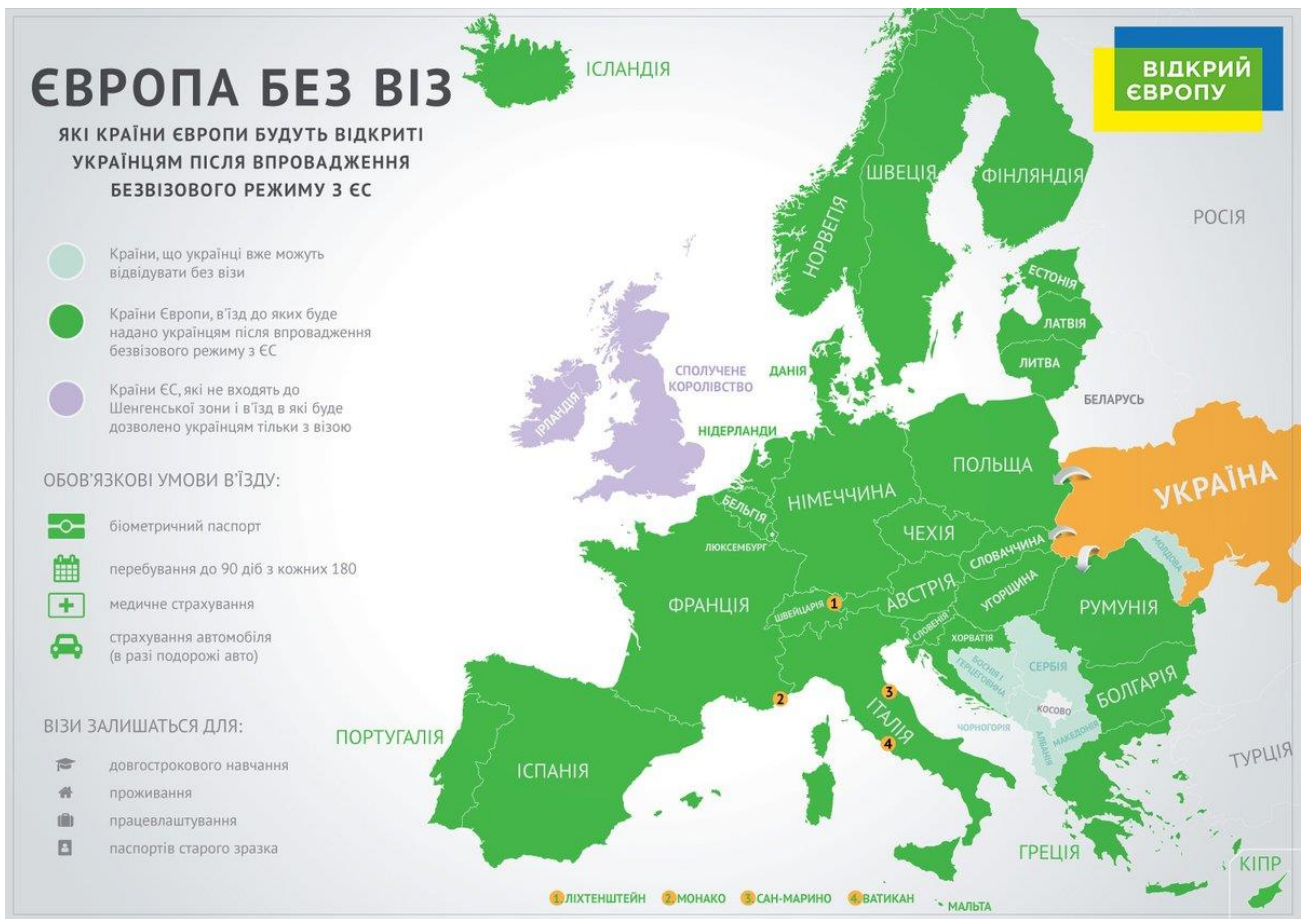 ЄВРОПА БЕЗ ВІЗ
ЯКІ КРАЇНИ ЄВРОПИ БУДУТЬ ВІДКРИТІ
УКРАЇНЦЯМ ПІСЛЯ ВПРОВАДЖЕННЯ
БЕЗВІЗОВОГО РЕЖИМУ З ЄС
Країни, що українці вже можуть
відвідувати без візи
Країни Європи, в'їзд до яких буде
надано українцям після впровадження
безвізового режиму з ЄС
Країни ЄС, які не входять до
Шенгенської зони і в'їзд в які буде
дозволено українцям тільки з візою
ОБОВ'ЯЗКОВІ УМОВИ В'ЇЗДУ:
біометричний паспорт
перебування до 90 діб з кожних 180
медичне страхування
страхування автомобіля
(в разі подорожі авто)
ВІЗИ ЗАЛИШАТЬСЯ ДЛЯ:
довгострокового навчання
проживання
працевлаштування
паспортів старого зразка
ВІДКРИЙ
ЄВРОПУ
ІСЛАНДІЯ
ШВЕЦІЯ
ФІНЛЯНДІЯ
НОРВЕГІЯ
РОСІЯ
ЕСТОНІЯ
ЛАТВІЯ
ЛИТВА
СПОЛУЧЕНЕ
КОРОЛІВСТВО
ДАНІЯ
ІРЛАНДІЯ
БЕЛАРУСЬ
НІДЕРЛАНДИ
ПОЛЬЩА
УКРАЇНА
НІМЕЧЧИНА
БЕЛЬГІЯ
ЧЕХІЯ
ЛЮКСЕМБУРГ
СЛОВАЧЧИНА
МОЛДОВА
АВСТРІЯ
УГОРЩИНА
ФРАНЦІЯ
ШВЕЙЦАРІЯ
1
РУМУНІЯ
СЛОВЕНІЯ
ХОРВАТІЯ
БОСНІЯ І
ГЕРЦЕГОВИНА
СЕРБІЯ
БОЛГАРІЯ
2
3
КОСОВО
ІТАЛІЯ
ЧОРНОГОРІЯ
МАКЕДОНІЯ
АЛБАНІЯ
4
ПОРТУГАЛІЯ
ІСПАНІЯ
ТУРЦІЯ
ГРЕЦІЯ
КІПР
1 ЛІХТЕНШТЕЙН 2 МОНАКО 3 САН-МАРИНО 4 ВАТИКАН
МАЛЬТА